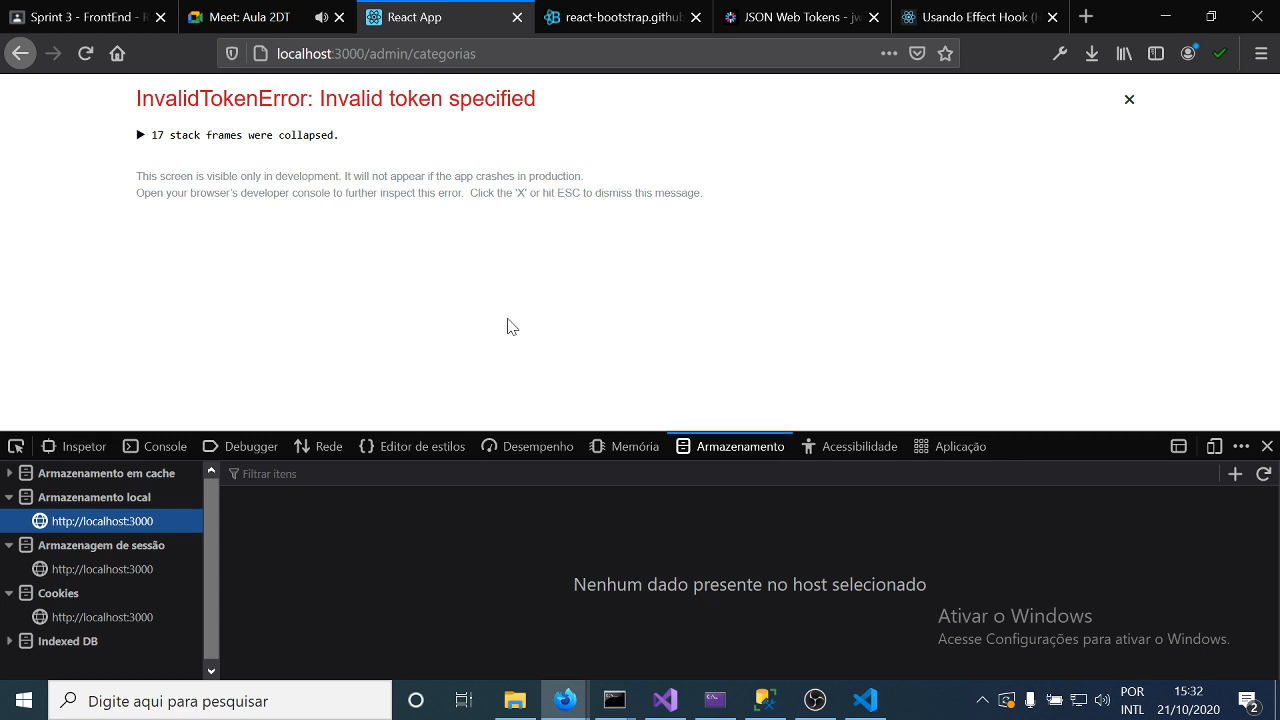 Sprint 3 - FrontEnd - R
Meet: Aula 2DT
React App
react-bootstrap.github
JSON Web Tokens - jw
Usando Effect Hook (H
localhost:3000/admin/categorias
InvalidTokenError: Invalid token specified
17 stack frames were collapsed.
This screen is visible only in development. It will not appear if the app crashes in production.
Open your browser's developer console to further inspect this error. Click the 'X' or hit ESC to dismiss this message.
Inspetor
Console
Debugger
Rede
Editor de estilos
Desempenho
Memória
Armazenamento
Acessibilidade
Aplicação
Armazenamento em cache
Filtrar itens
Armazenamento local
http://localhost:3000
Armazenagem de sessão
http://localhost:3000
Cookies
http://localhost:3000
Indexed DB
Nenhum dado presente no host selecionado
Ativar o Windows
Acesse Configurações para ativar o Windows.
Digite aqui para pesquisar
POR
INTL
15:32
21/10/2020
2